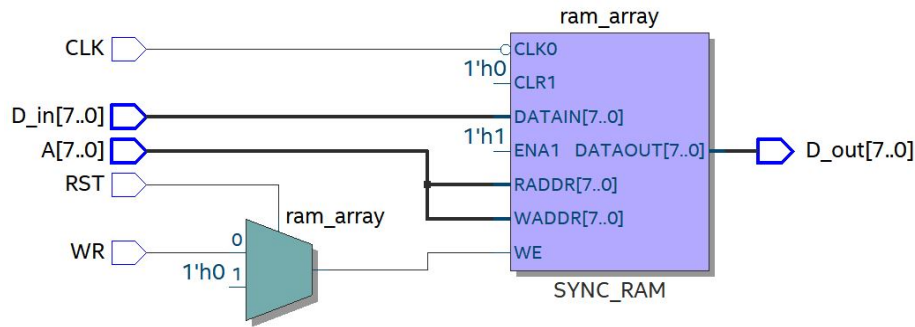 ram_array
CLK
CLK0
1'h0
CLR1
D_in[7..0]
DATAIN[7..0]
1'h1
A[7..0]
ENA1 DATAOUT[7..0]
D_out[7..0]
RST
RADDR[7..0]
ram_array
WADDR[7..0]
0
WR
WE
1'h0 1
SYNC_RAM